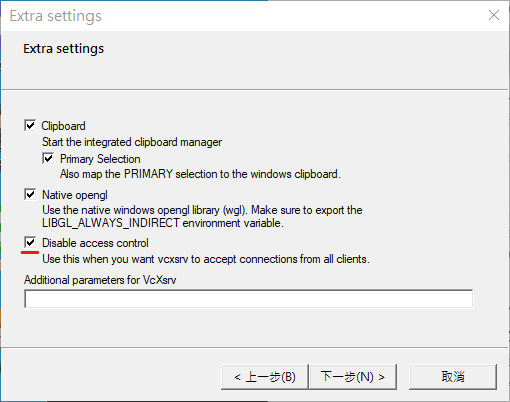 Extra settings
Extra settings
Clipboard
Start the integrated clipboard manager
Primary Selection
Also map the PRIMARY selection to the windows clipboard.
Native opengl
Use the native windows opengl library (wgl). Make sure to export the
LIBGL_ALWAYS_INDIRECT environment variable.
Disable access control
Use this when you want vcxsrv to accept connections from all clients.
Additional parameters for VcXsrv
< 上一步(B) 下一步(N) > 取消